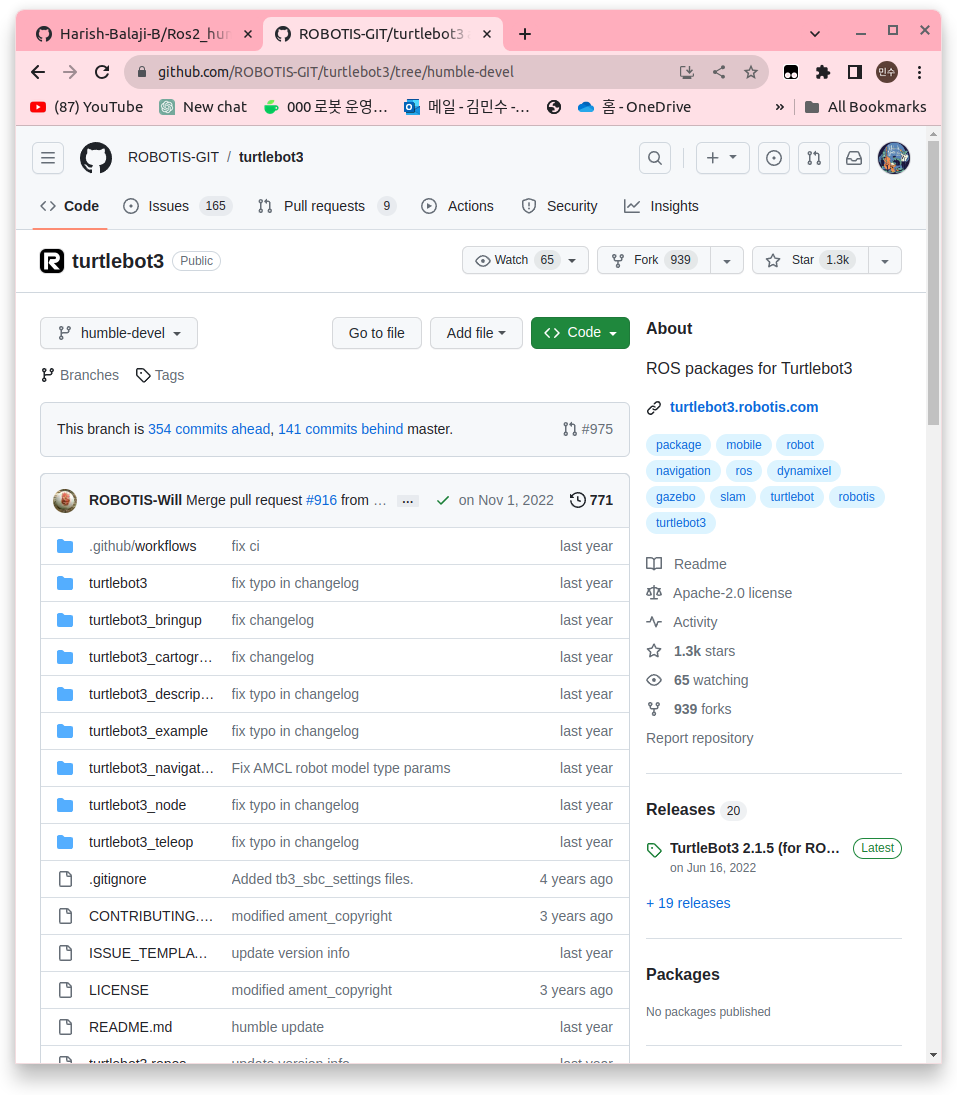 Harish-Balaji-B/Ros2_hu
ROBOTIS-GIT/turtlebot3
github.com/ROBOTIS-GIT/turtlebot3/tree/humble-devel
민수
(87) YouTube New chat 000 로봇 운영… 메일 - 김민수 -… 홈 - OneDrive » All Bookmarks
ROBOTIS-GIT / turtlebot3
Code Issues 165 Pull requests 9 Actions Security Insights
turtlebot3 Public Watch 65 Fork 939 Star 1.3k
humble-devel Go to file Add file Code
Branches Tags
This branch is 354 commits ahead, 141 commits behind master. #975
ROBOTIS-Will Merge pull request #916 from … ... on Nov 1, 2022 771
.github/workflows fix ci last year
turtlebot3 fix typo in changelog last year
turtlebot3_bringup fix changelog last year
turtlebot3_cartogr… fix changelog last year
turtlebot3_descrip… fix typo in changelog last year
turtlebot3_example fix typo in changelog last year
turtlebot3_navigat… Fix AMCL robot model type params last year
turtlebot3_node fix typo in changelog last year
turtlebot3_teleop fix typo in changelog last year
.gitignore Added tb3_sbc_settings files. 4 years ago
CONTRIBUTING.… modified ament_copyright 3 years ago
ISSUE_TEMPLA… update version info last year
LICENSE modified ament_copyright 3 years ago
README.md humble update last year
turtlebot3.repos update version info last year
About
ROS packages for Turtlebot3
turtlebot3.robotis.com
package mobile robot
navigation ros dynamixel
gazebo slam turtlebot robotis
turtlebot3
Readme
Apache-2.0 license
Activity
1.3k stars
65 watching
939 forks
Report repository
Releases 20
TurtleBot3 2.1.5 (for RO… Latest
on Jun 16, 2022
+ 19 releases
Packages
No packages published